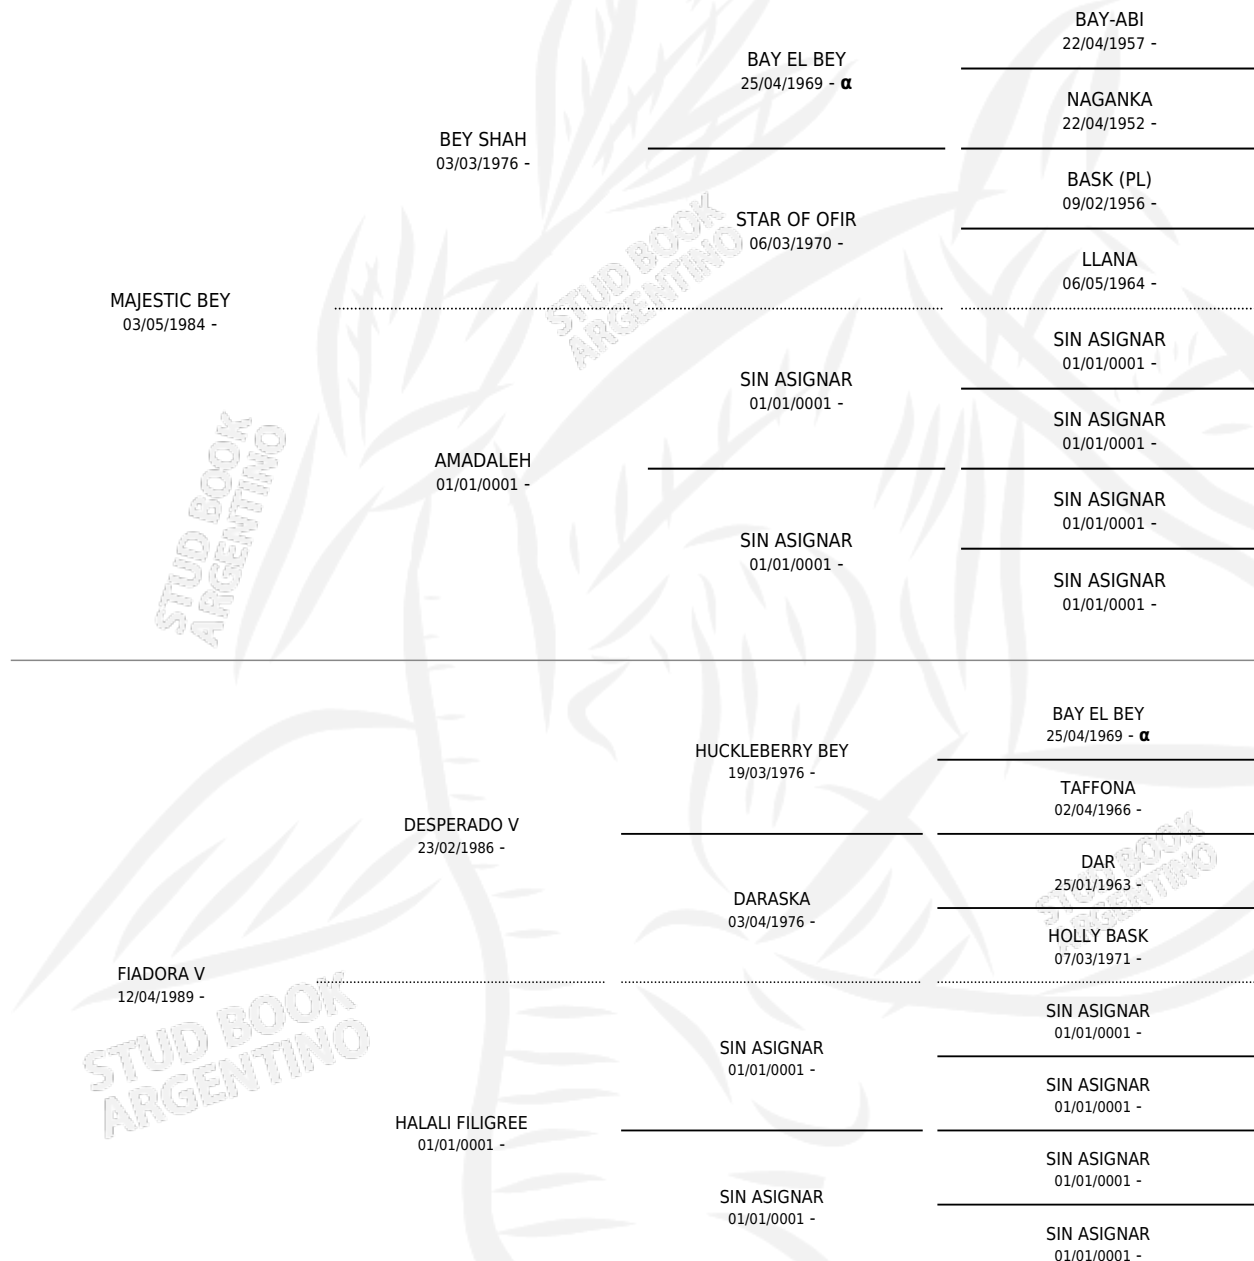 BAY-ABI
22/04/1957 -
BAY EL BEY
25/04/1969 - α
NAGANKA
22/04/1952 -
BEY SHAH
03/03/1976 -
BASK (PL)
09/02/1956 -
STAR OF OFIR
06/03/1970 -
LLANA
06/05/1964 -
MAJESTIC BEY
03/05/1984 -
SIN ASIGNAR
01/01/0001 -
SIN ASIGNAR
01/01/0001 -
SIN ASIGNAR
01/01/0001 -
AMADALEH
01/01/0001 -
SIN ASIGNAR
01/01/0001 -
SIN ASIGNAR
01/01/0001 -
SIN ASIGNAR
01/01/0001 -
BAY EL BEY
25/04/1969 - α
HUCKLEBERRY BEY
19/03/1976 -
TAFFONA
02/04/1966 -
DESPERADO V
23/02/1986 -
DAR
25/01/1963 -
DARASKA
03/04/1976 -
HOLLY BASK
07/03/1971 -
FIADORA V
12/04/1989 -
SIN ASIGNAR
01/01/0001 -
SIN ASIGNAR
01/01/0001 -
SIN ASIGNAR
01/01/0001 -
HALALI FILIGREE
01/01/0001 -
SIN ASIGNAR
01/01/0001 -
SIN ASIGNAR
01/01/0001 -
SIN ASIGNAR
01/01/0001 -
STUD BOOK
ARGENTINO
STUD BOOK
ARGENTINO
STUD BOOK
ARGENTINO
STUD BOOK
ARGENTINO